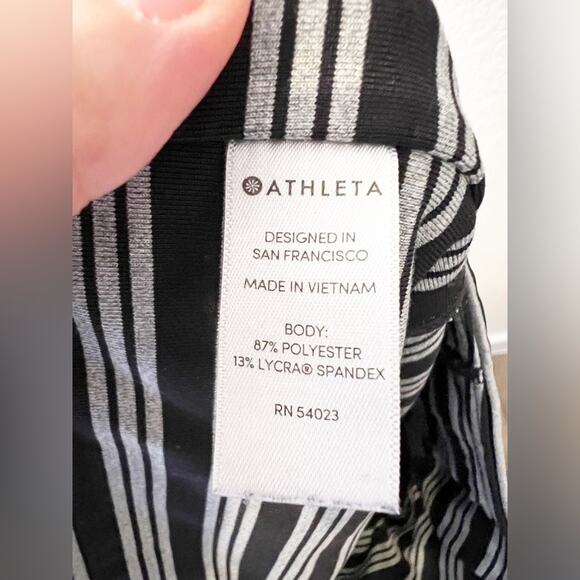 ATHLETA
DESIGNED IN
SAN FRANCISCO
MADE IN VIETNAM
BODY:
87% POLYESTER
13% LYCRA® SPANDEX
RN 54023